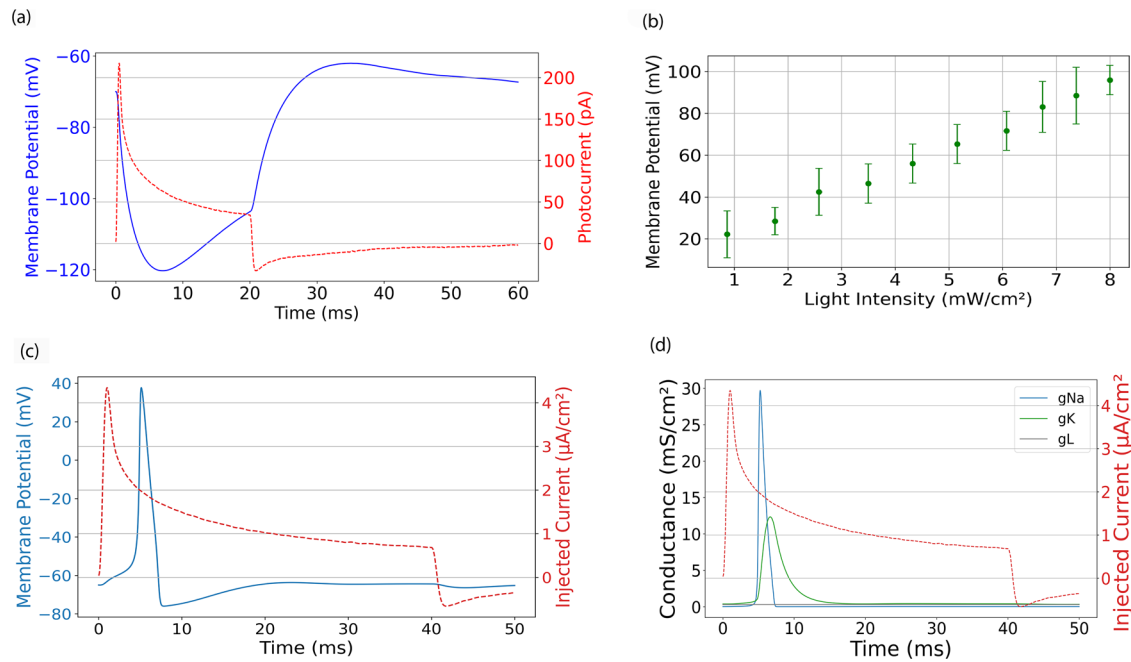 (a)
Membrane Potential (mV)
−60
−80
−100
−120
200
150
100
50
0
Photocurrent (pA)
0 10 20 30 40 50 60
Time (ms)
(b)
Membrane Potential (mV)
100
80
60
40
20
1 2 3 4 5 6 7 8
Light Intensity (mW/cm²)
(c)
Membrane Potential (mV)
40
20
0
−20
−40
−60
−80
4
3
2
1
0
Injected Current (μA/cm²)
0 10 20 30 40 50
Time (ms)
(d)
Conductance (mS/cm²)
30
25
20
15
10
5
0
gNa
gK
gL
4
3
2
1
0
Injected Current (μA/cm²
0 10 20 30 40 50
Time (ms)